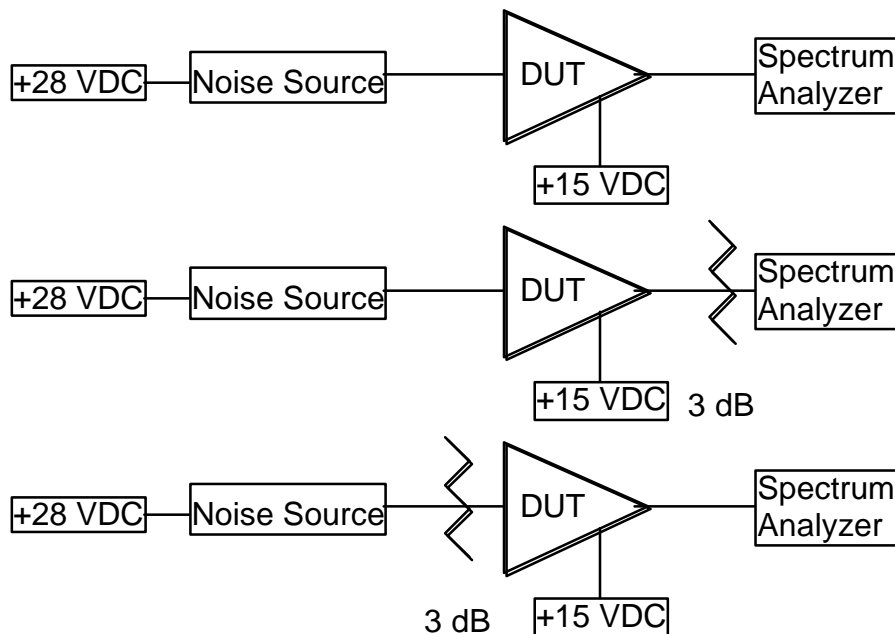 +28 VDC
Noise Source
DUT
Spectrum
Analyzer
+15 VDC
+28 VDC
Noise Source
DUT
Spectrum
Analyzer
+15 VDC
3 dB
+28 VDC
Noise Source
DUT
Spectrum
Analyzer
3 dB
+15 VDC